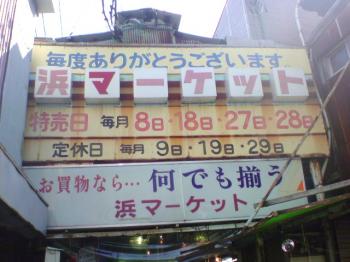 毎度ありがとうございます
浜マーケット
特売日 毎月 8日・18日・27日・28日
定休日 毎月 9日・19日・29日
お買物なら… 何でも揃う
浜マーケット